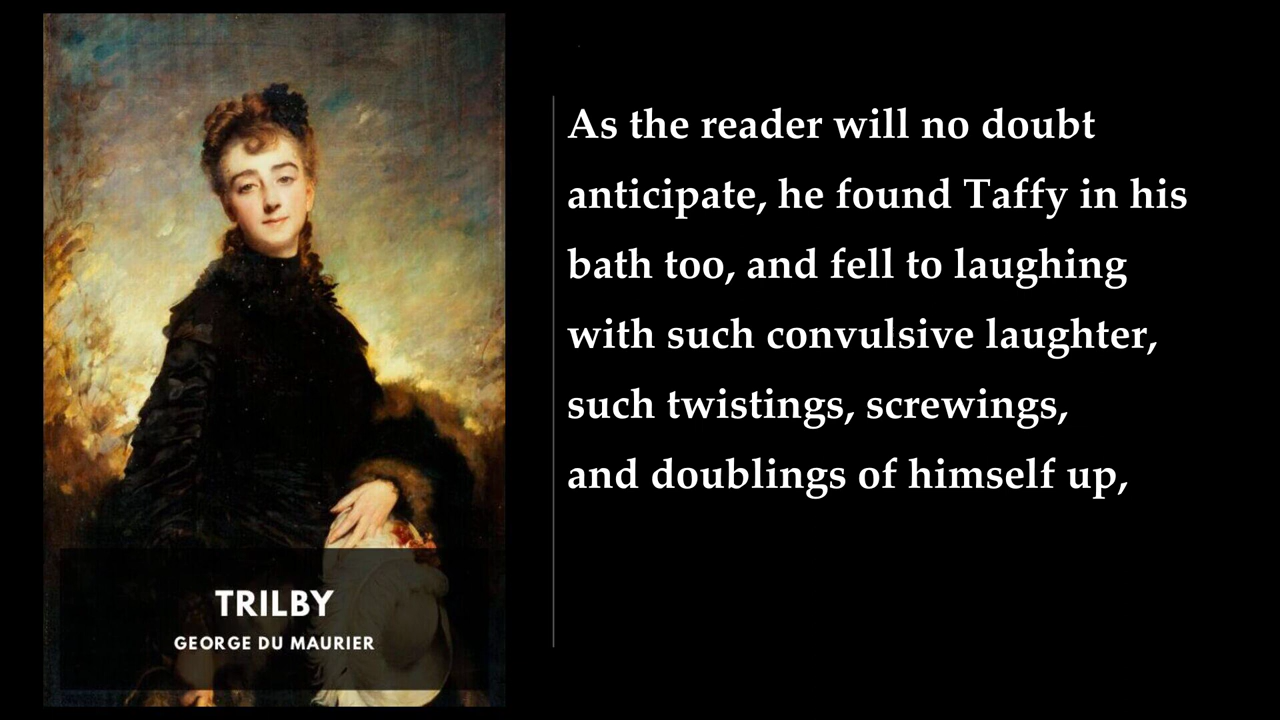 TRILBY
GEORGE DU MAURIER
As the reader will no doubt
anticipate, he found Taffy in his
bath too, and fell to laughing
with such convulsive laughter,
such twistings, screwings,
and doublings of himself up,